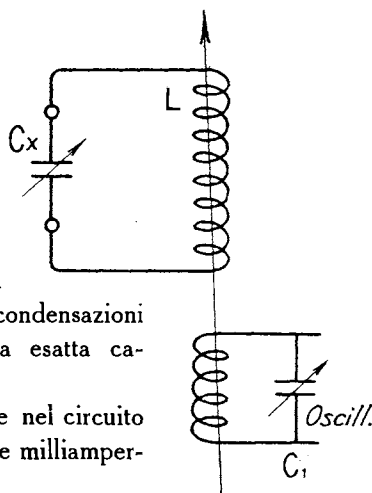 L
Cx
condensazioni
a esatta ca-
e nel circuito
e milliamper-
Oscill.
C₁